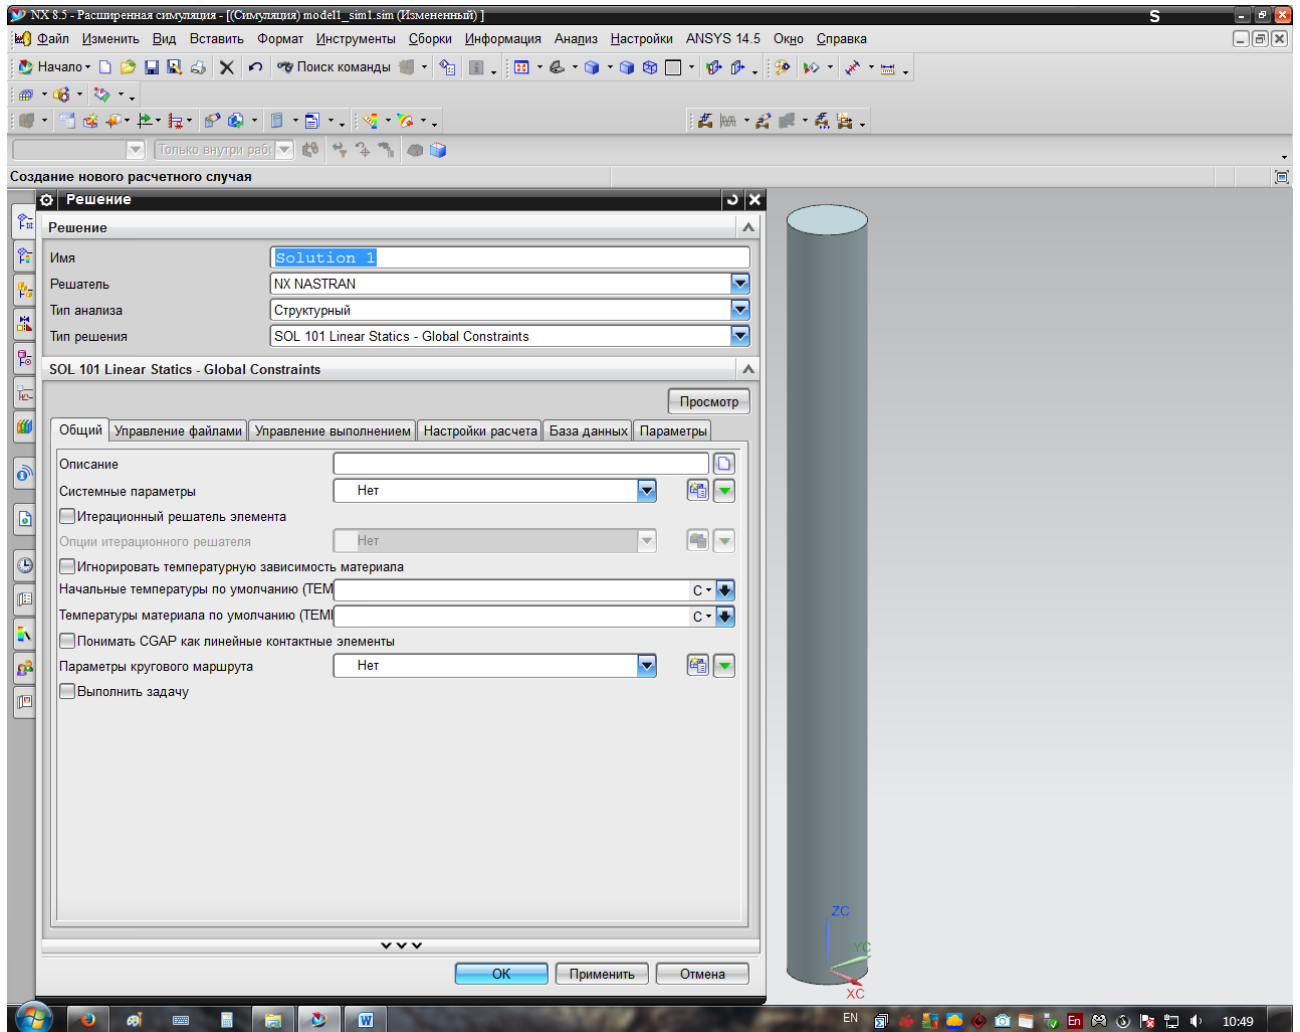 NX 8.5 - Расширенная симуляция - [(Симуляция) model1_sim1.sim (Измененный) ]
S
Файл Изменить Вид Вставить Формат Инструменты Сборки Информация Анализ Настройки ANSYS 14.5 Окно Справка
Начало Поиск команды
Только внутри рабо
Создание нового расчетного случая
Решение
Решение
Имя Solution 1
Решатель NX NASTRAN
Тип анализа Структурный
Тип решения SOL 101 Linear Statics - Global Constraints
SOL 101 Linear Statics - Global Constraints
Просмотр
Общий Управление файлами Управление выполнением Настройки расчета База данных Параметры
Описание
Системные параметры Нет
Итерационный решатель элемента
Опции итерационного решателя Нет
Игнорировать температурную зависимость материала
Начальные температуры по умолчанию (TEM C
Температуры материала по умолчанию (TEMI C
Понимать CGAP как линейные контактные элементы
Параметры кругового маршрута Нет
Выполнить задачу
OK Применить Отмена
ZC
YC
XC
EN En 10:49